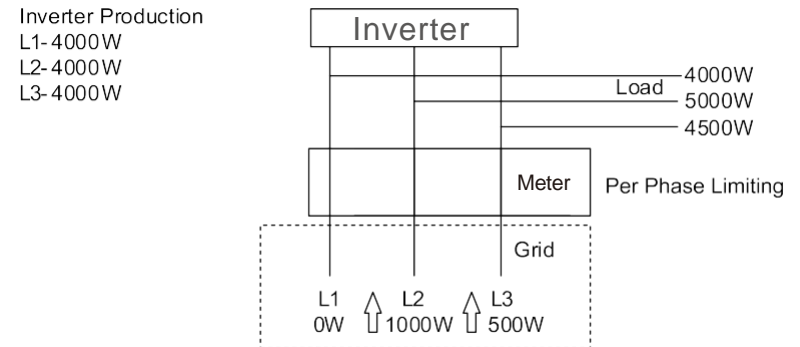 Inverter Production
L1-4000W
L2-4000W
L3-4000W
Inverter
4000W
Load
5000W
4500W
Meter
Per Phase Limiting
Grid
L1 L2 L3
0W 1000W 500W